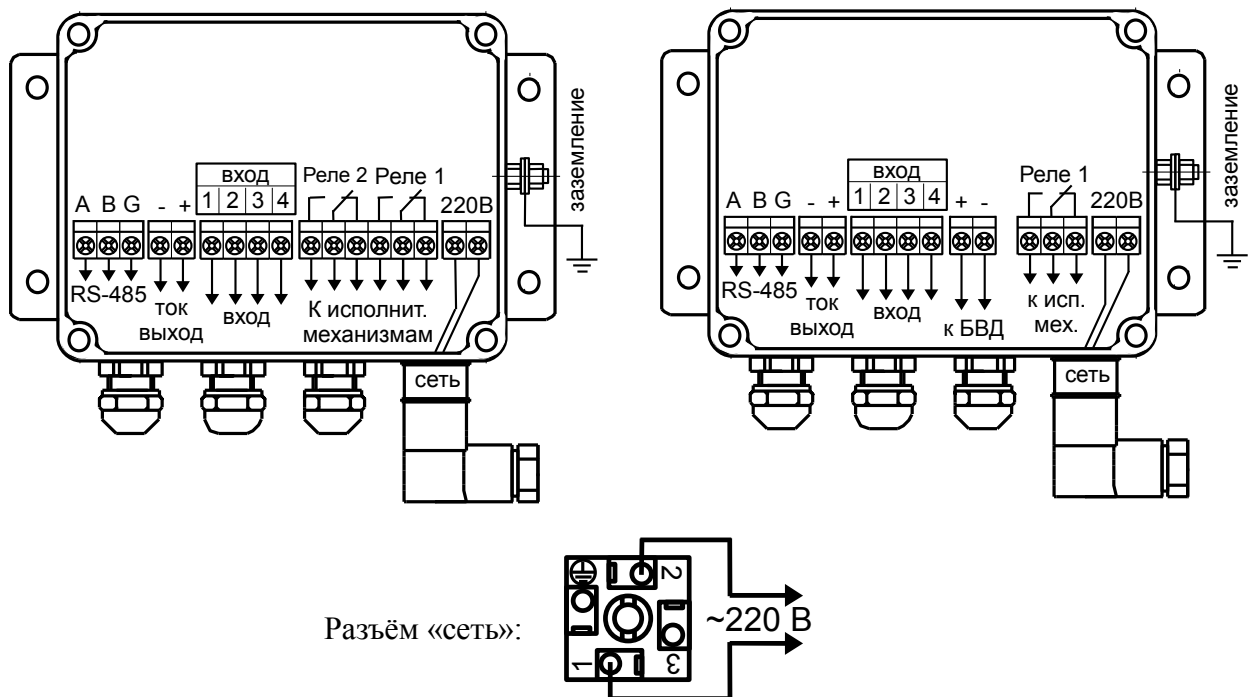 заземление
вход
Реле 2 Реле 1
1 2 3 4
A B G - + 220В
RS-485
ток
выход
вход
К исполнит.
механизмам
сеть
заземление
вход
Реле 1
1 2 3 4
A B G - + + - 220В
RS-485
ток
выход
вход
к БВД
к исп.
мех.
сеть
Разъём «сеть»:
2
1
3
~220 В